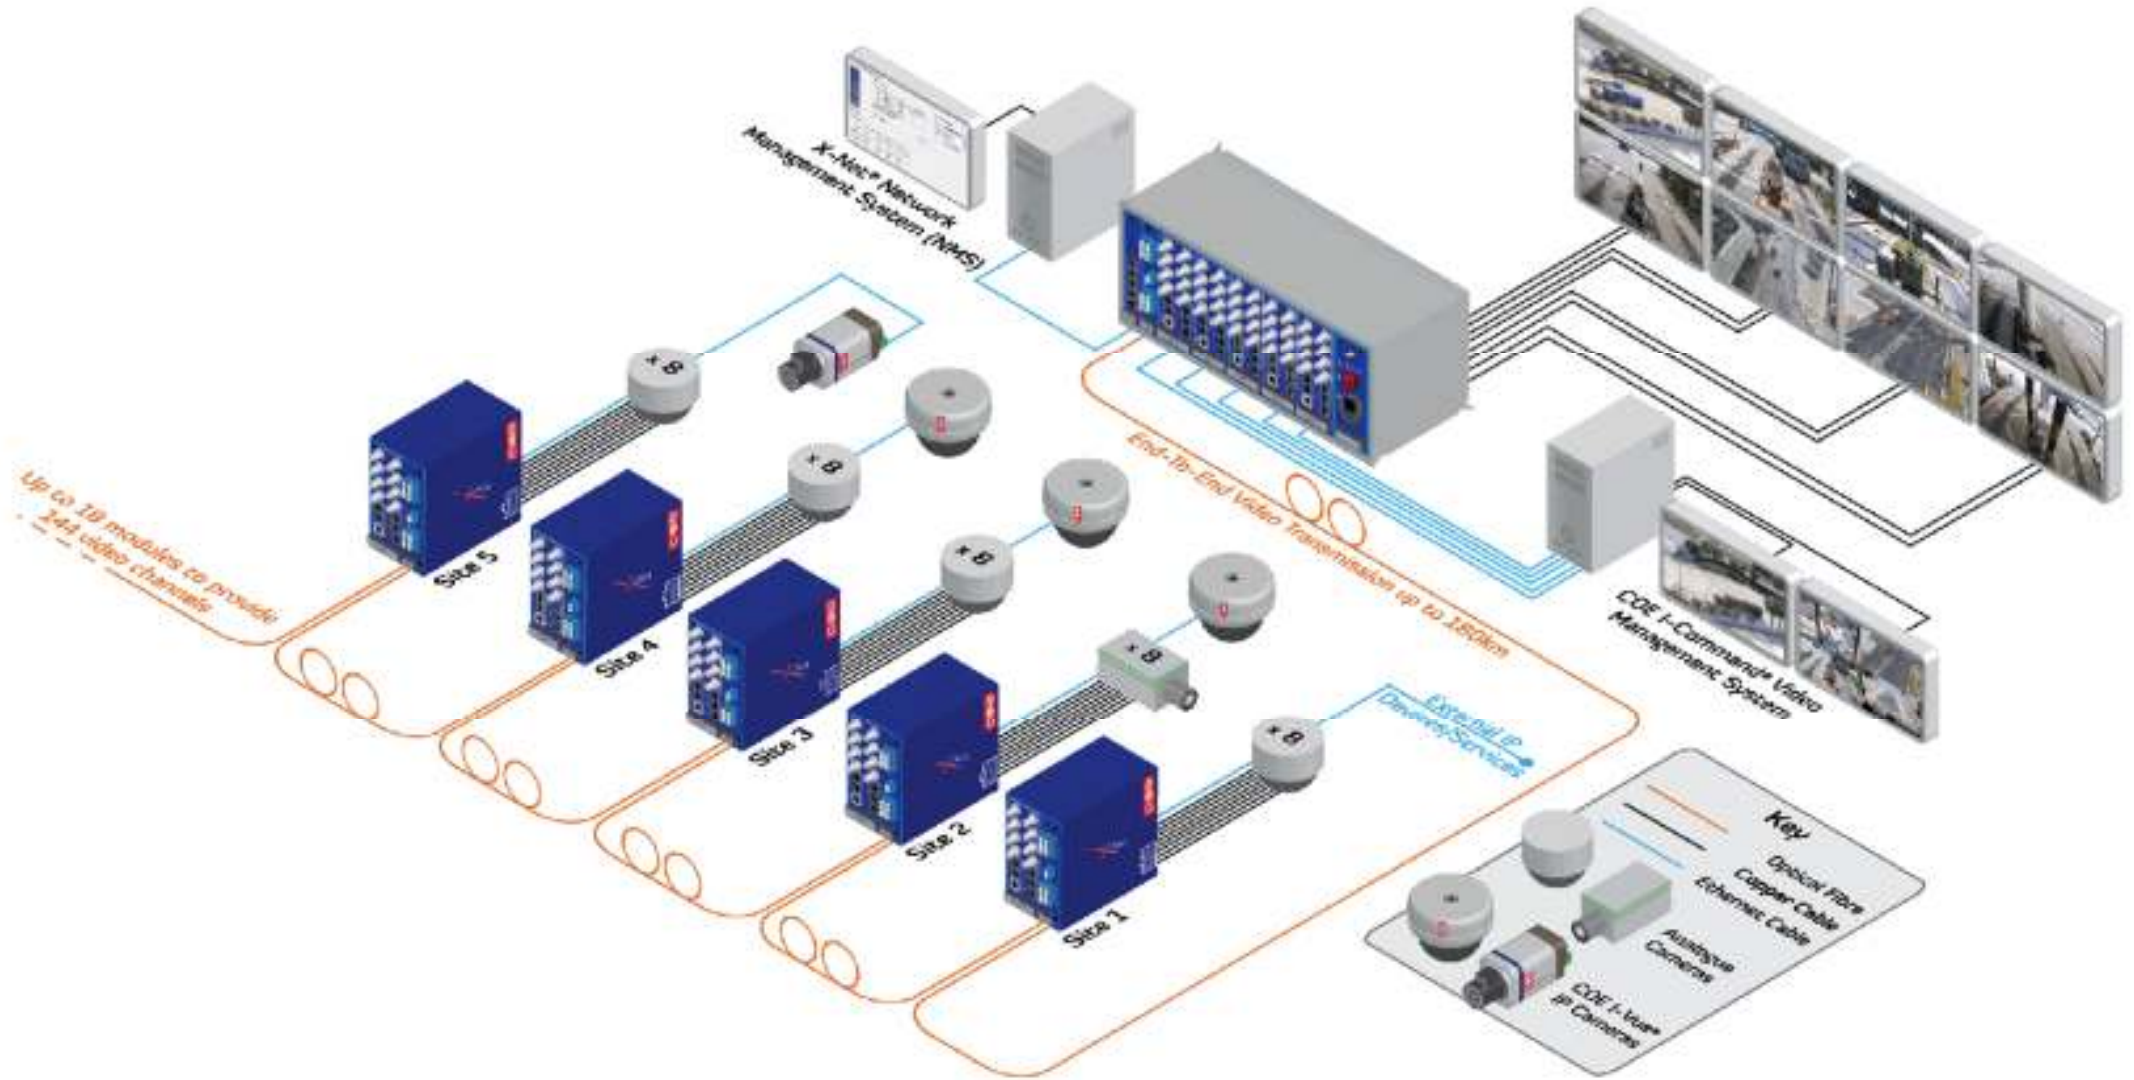 X-Net® Network
Management System (NMS)
x 8
x 8
x 8
x 8
x 8
Up to 18 modules to provide
144 video channels
Site 5
Site 4
Site 3
Site 2
Site 1
End-To-End Video Transmission up to 180km
COE I-Command® Video
Management System
External IP
Devices/Services
Key
Optical Fibre
Copper Cable
Ethernet Cable
Analogue
Cameras
COE I-Vue®
IP Cameras